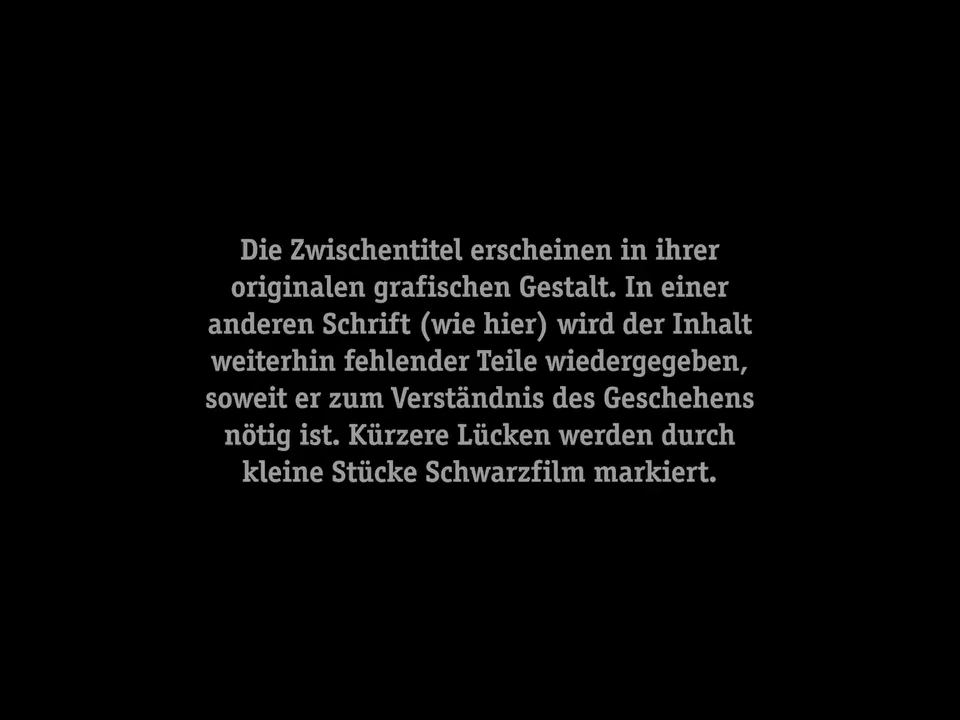 Die Zwischentitel erscheinen in ihrer
originalen grafischen Gestalt. In einer
anderen Schrift (wie hier) wird der Inhalt
weiterhin fehlender Teile wiedergegeben,
soweit er zum Verständnis des Geschehens
nötig ist. Kürzere Lücken werden durch
kleine Stücke Schwarzfilm markiert.